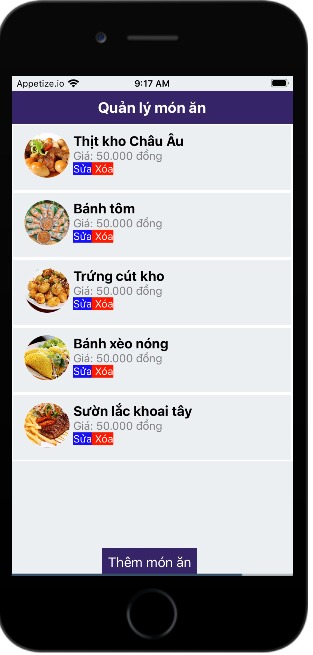 Appetize.io 9:17 AM
Quản lý món ăn
Thịt kho Châu Âu
Giá: 50.000 đồng
Sửa Xóa
Bánh tôm
Giá: 50.000 đồng
Sửa Xóa
Trứng cút kho
Giá: 50.000 đồng
Sửa Xóa
Bánh xèo nóng
Giá: 50.000 đồng
Sửa Xóa
Sườn lắc khoai tây
Giá: 50.000 đồng
Sửa Xóa
Thêm món ăn